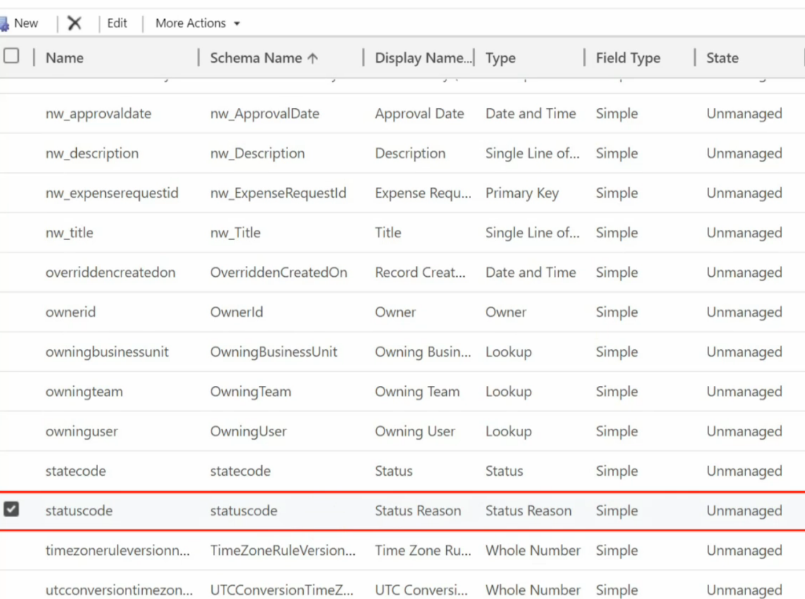 New Edit More Actions
Name Schema Name ↑ Display Name... Type Field Type State
nw_approvaldate nw_ApprovalDate Approval Date Date and Time Simple Unmanaged
nw_description nw_Description Description Single Line of... Simple Unmanaged
nw_expenserequestid nw_ExpenseRequestId Expense Requ... Primary Key Simple Unmanaged
nw_title nw_Title Title Single Line of... Simple Unmanaged
overriddencreatedon OverriddenCreatedOn Record Creat... Date and Time Simple Unmanaged
ownerid OwnerId Owner Owner Simple Unmanaged
owningbusinessunit OwningBusinessUnit Owning Busin... Lookup Simple Unmanaged
owningteam OwningTeam Owning Team Lookup Simple Unmanaged
owninguser OwningUser Owning User Lookup Simple Unmanaged
statecode statecode Status Status Simple Unmanaged
statuscode statuscode Status Reason Status Reason Simple Unmanaged
timezoneruleversionn... TimeZoneRuleVersion... Time Zone Ru... Whole Number Simple Unmanaged
utcconversiontimezon... UTCConversionTimeZ... UTC Conversi... Whole Number Simple Unmanaged